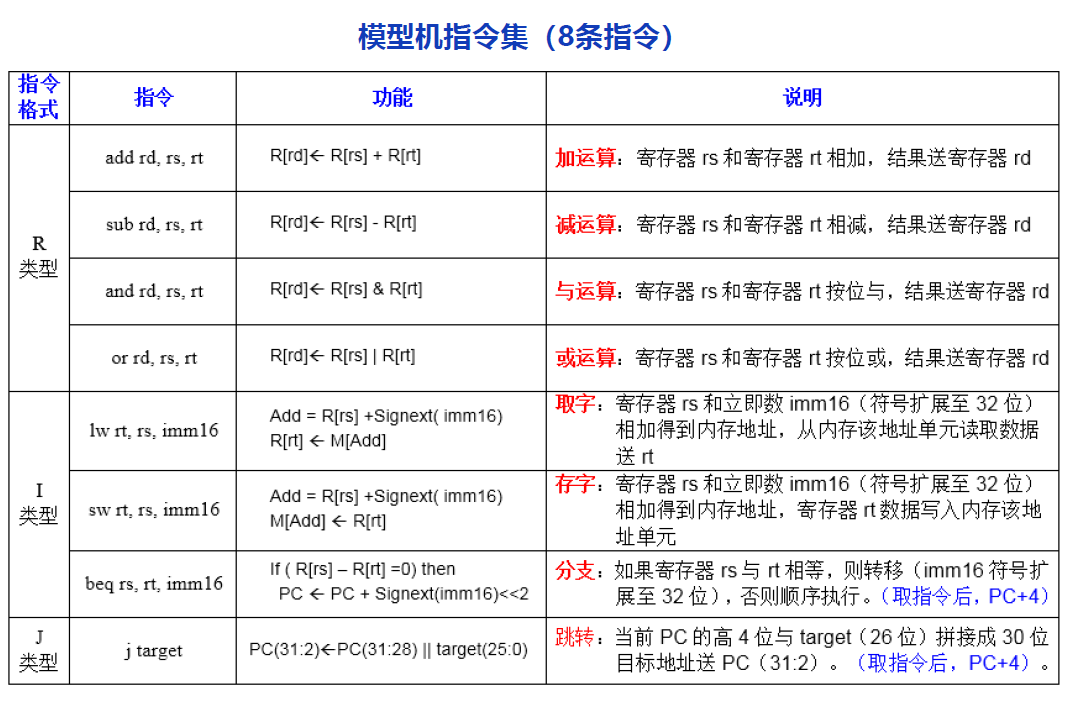 模型机指令集（8条指令）
指令
格式
指令
功能
说明
R
类型
add rd, rs, rt
R[rd]← R[rs] + R[rt]
加运算：寄存器 rs 和寄存器 rt 相加，结果送寄存器 rd
sub rd, rs, rt
R[rd]← R[rs] - R[rt]
减运算：寄存器 rs 和寄存器 rt 相减，结果送寄存器 rd
and rd, rs, rt
R[rd]← R[rs] & R[rt]
与运算：寄存器 rs 和寄存器 rt 按位与，结果送寄存器 rd
or rd, rs, rt
R[rd]← R[rs] | R[rt]
或运算：寄存器 rs 和寄存器 rt 按位或，结果送寄存器 rd
I
类型
lw rt, rs, imm16
Add = R[rs] +Signext( imm16)
R[rt] ← M[Add]
取字：寄存器 rs 和立即数 imm16（符号扩展至 32 位）
相加得到内存地址，从内存该地址单元读取数据
送 rt
sw rt, rs, imm16
Add = R[rs] +Signext( imm16)
M[Add] ← R[rt]
存字：寄存器 rs 和立即数 imm16（符号扩展至 32 位）
相加得到内存地址，寄存器 rt 数据写入内存该地
址单元
beq rs, rt, imm16
If ( R[rs] – R[rt] =0) then
PC ← PC + Signext(imm16)<<2
分支：如果寄存器 rs 与 rt 相等，则转移（imm16 符号扩
展至 32 位），否则顺序执行。（取指令后，PC+4）
J
类型
j target
PC(31:2)←PC(31:28) || target(25:0)
跳转：当前 PC 的高 4 位与 target（26 位）拼接成 30 位
目标地址送 PC（31:2）。（取指令后，PC+4）。